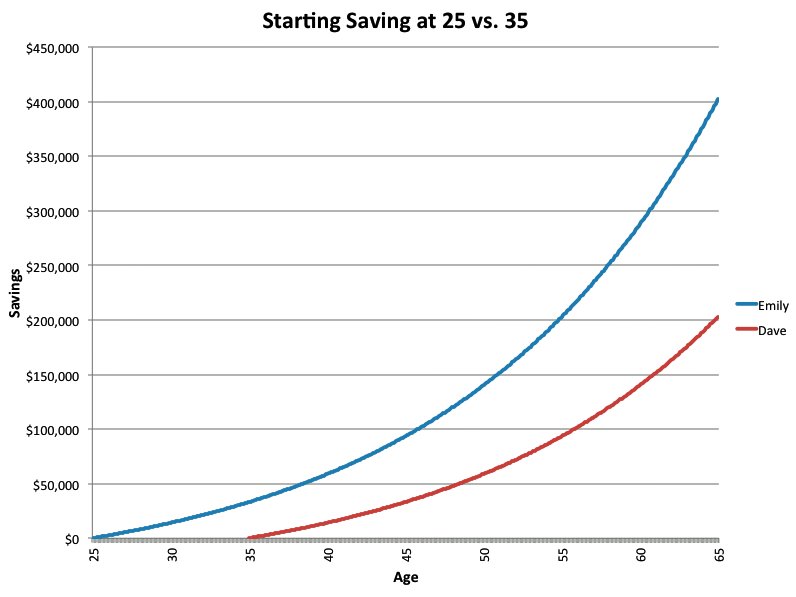 Starting Saving at 25 vs. 35
$450,000
$400,000
$350,000
$300,000
$250,000
$200,000
$150,000
$100,000
$50,000
$0
Savings
25 30 35 40 45 50 55 60 65
Age
Emily
Dave